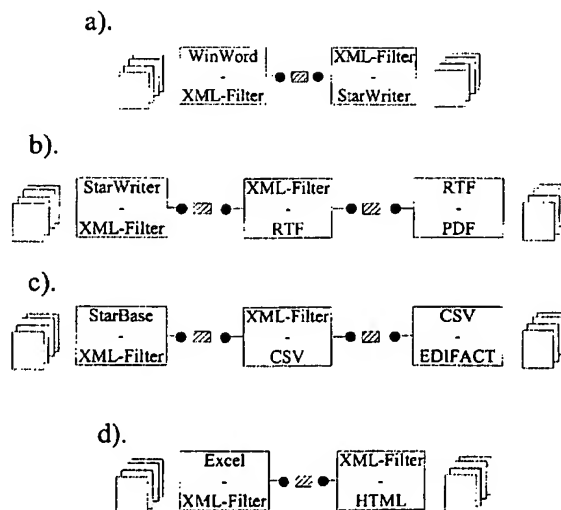 a).
WinWord
-
XML-Filter
XML-Filter
-
StarWriter
b).
StarWriter
-
XML-Filter
XML-Filter
-
RTF
RTF
-
PDF
c).
StarBase
-
XML-Filter
XML-Filter
-
CSV
CSV
-
EDIFACT
d).
Excel
-
XML-Filter
XML-Filter
-
HTML